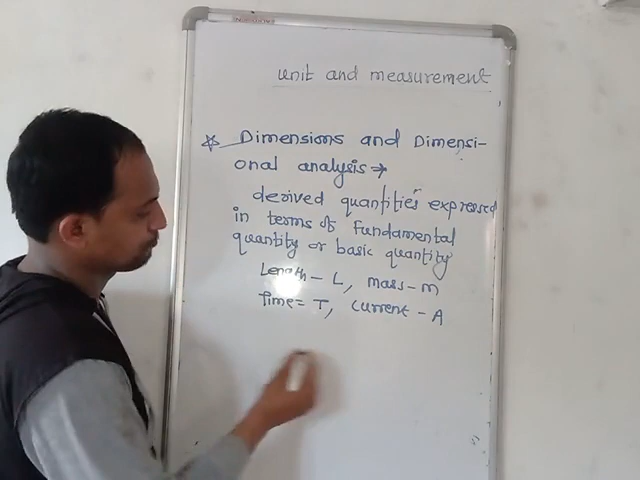 unit and measurement
☆ Dimensions and Dimensi-
onal analysis →
derived quantities expressed
in terms of Fundamental
quantity or basic quantity
Length - L, mass - m
Time = T, current - A